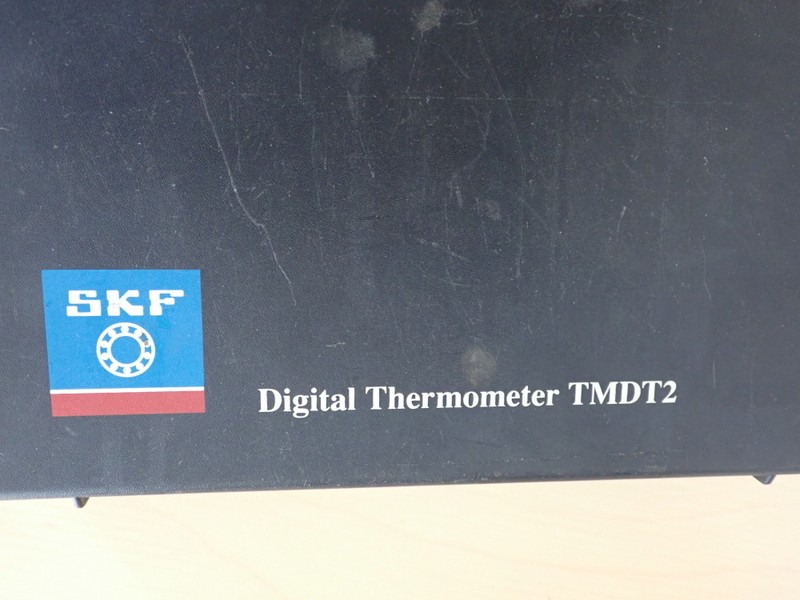 SKF
Digital Thermometer TMDT2